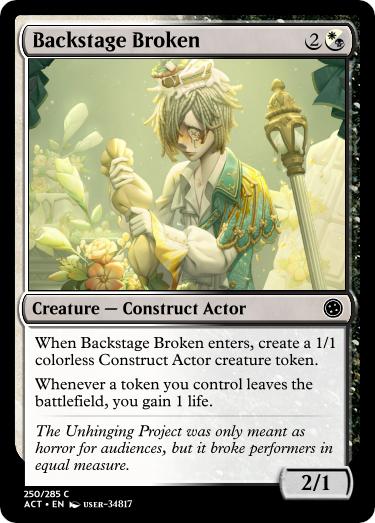 Backstage Broken 2
Creature — Construct Actor
When Backstage Broken enters, create a 1/1
colorless Construct Actor creature token.
Whenever a token you control leaves the
battlefield, you gain 1 life.
The Unhinging Project was only meant as
horror for audiences, but it broke performers in
equal measure.
2/1
250/285 C
ACT • EN USER-34817